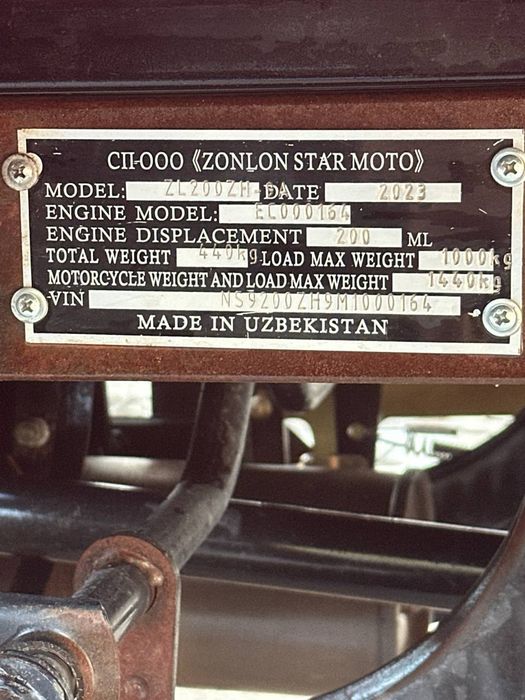 СП-ООО 《ZONLON STAR MOTO》
MODEL: ZL200ZH- DATE 2023
ENGINE MODEL: EC000164
ENGINE DISPLACEMENT 200 ML
TOTAL WEIGHT 440kg LOAD MAX WEIGHT 1000kg
MOTORCYCLE WEIGHT AND LOAD MAX WEIGHT 1440kg
VIN NS9200ZH9M1000164
MADE IN UZBEKISTAN